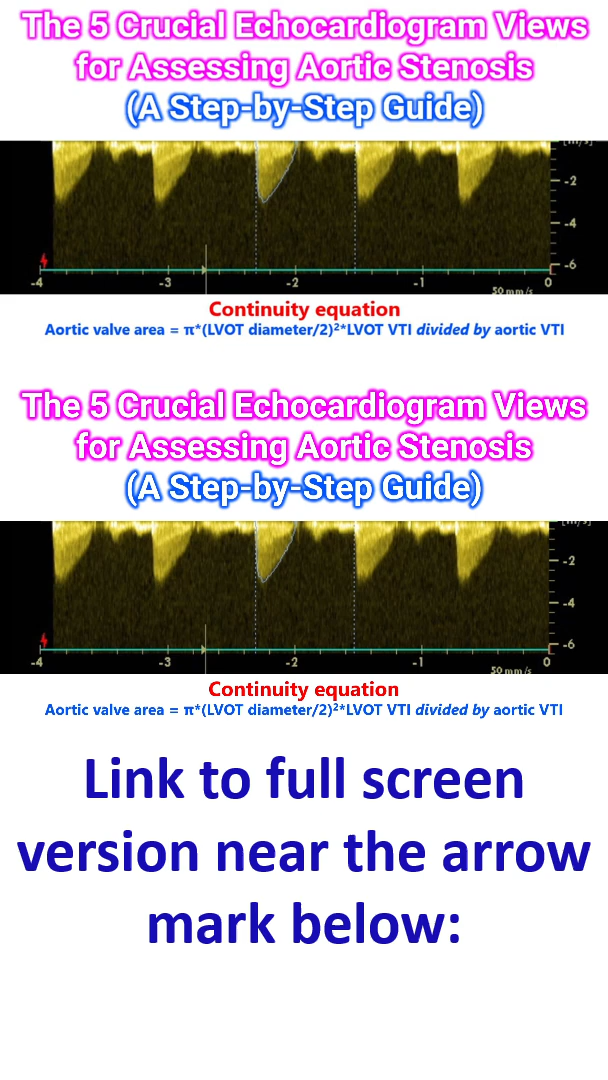 The 5 Crucial Echocardiogram Views
for Assessing Aortic Stenosis
(A Step-by-Step Guide)
[m/s]
-2
-4
-6
-4 -3 -2 -1 0
50 mm/s
Continuity equation
Aortic valve area = π*(LVOT diameter/2)²*LVOT VTI divided by aortic VTI
The 5 Crucial Echocardiogram Views
for Assessing Aortic Stenosis
(A Step-by-Step Guide)
[m/s]
-2
-4
-6
-4 -3 -2 -1 0
50 mm/s
Continuity equation
Aortic valve area = π*(LVOT diameter/2)²*LVOT VTI divided by aortic VTI
Link to full screen
version near the arrow
mark below: